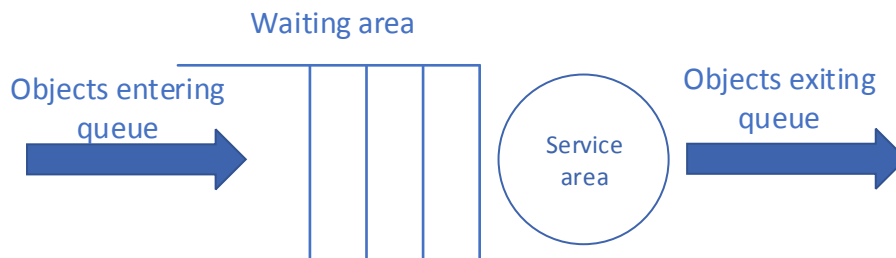 Waiting area
Objects entering
queue
Service
area
Objects exiting
queue